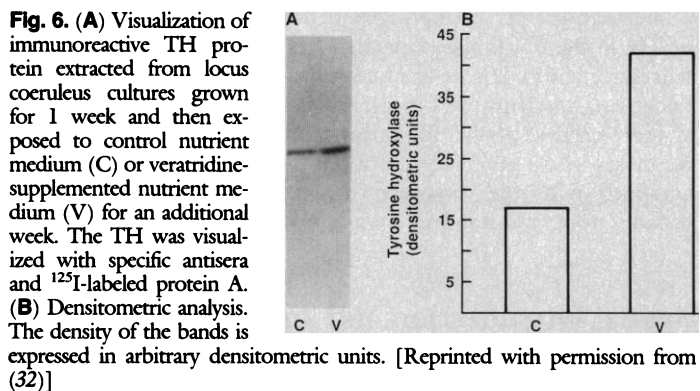 Fig. 6. (A) Visualization of
immunoreactive TH pro-
tein extracted from locus
coeruleus cultures grown
for 1 week and then ex-
posed to control nutrient
medium (C) or veratridine-
supplemented nutrient me-
dium (V) for an additional
week. The TH was visual-
ized with specific antisera
and ¹²⁵I-labeled protein A.
(B) Densitometric analysis.
The density of the bands is
expressed in arbitrary densitometric units. [Reprinted with permission from
(32)]
A
C V
B
Tyrosine hydroxylase
(densitometric units)
45
35
25
15
5
C V